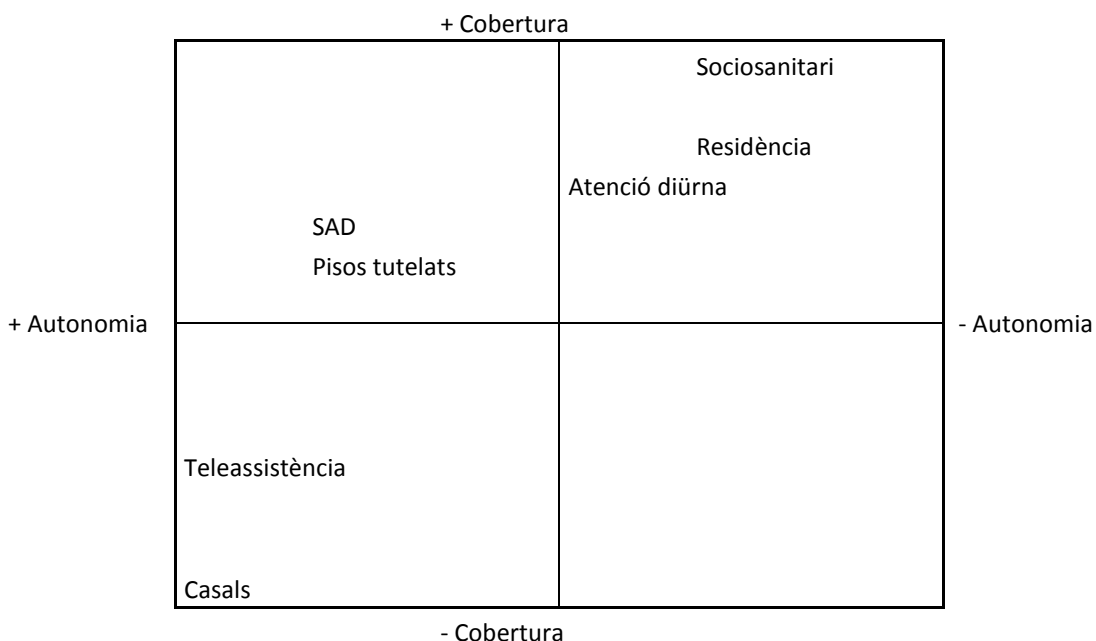 + Cobertura
Sociosanitari
Residència
Atenció diürna
SAD
Pisos tutelats
+ Autonomia
- Autonomia
Teleassistència
Casals
- Cobertura